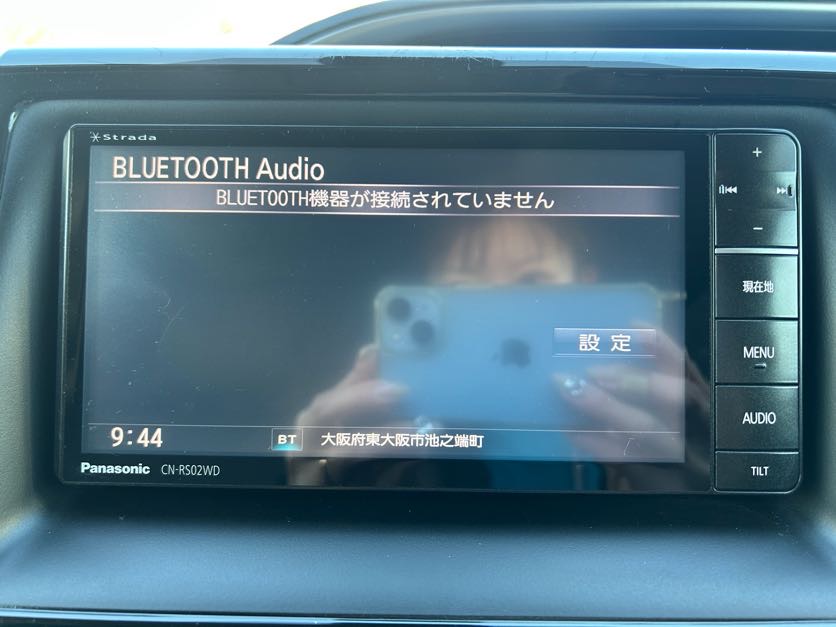 Strada
BLUETOOTH Audio
BLUETOOTH機器が接続されていません
設定
9:44 BT 大阪府東大阪市池之端町
Panasonic CN-RS02WD
+
-
現在地
MENU
AUDIO
TILT